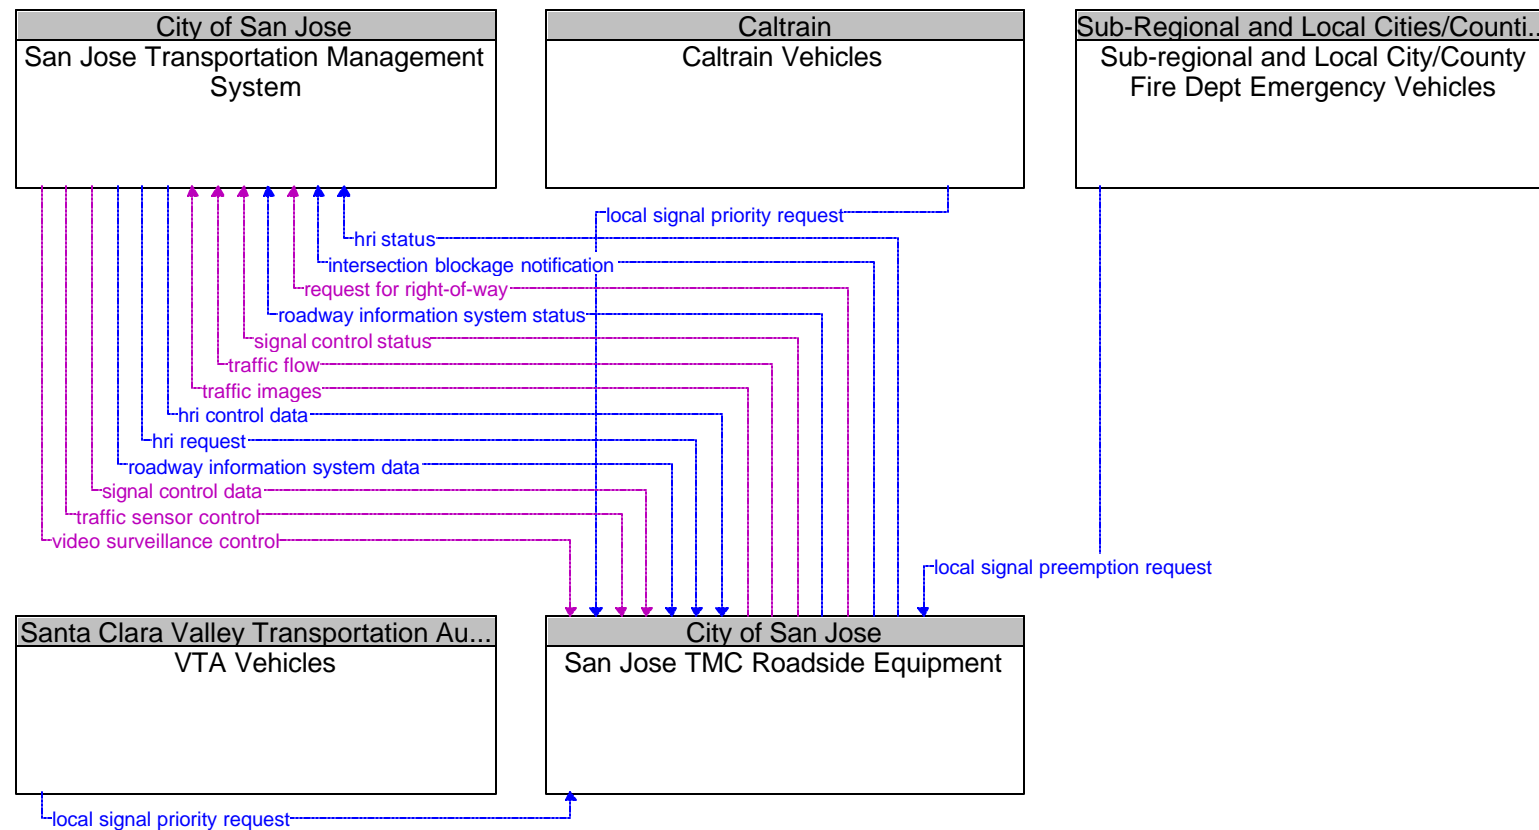 City of San Jose
San Jose Transportation Management
System
Caltrain
Caltrain Vehicles
Sub-Regional and Local Cities/Counti...
Sub-regional and Local City/County
Fire Dept Emergency Vehicles
local signal priority request
hri status
intersection blockage notification
request for right-of-way
roadway information system status
signal control status
traffic flow
traffic images
hri control data
hri request
roadway information system data
signal control data
traffic sensor control
video surveillance control
local signal preemption request
Santa Clara Valley Transportation Au...
VTA Vehicles
City of San Jose
San Jose TMC Roadside Equipment
local signal priority request